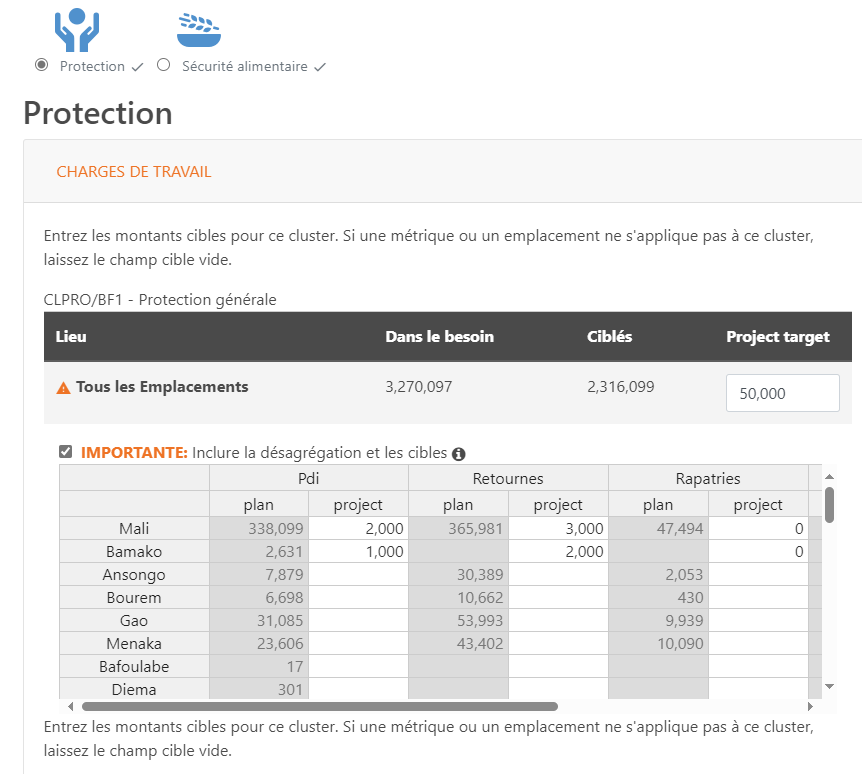 Protection Sécurité alimentaire
Protection
CHARGES DE TRAVAIL
Entrez les montants cibles pour ce cluster. Si une métrique ou un emplacement ne s'applique pas à ce cluster,
laissez le champ cible vide.
CLPRO/BF1 - Protection générale
Lieu Dans le besoin Ciblés Project target
Tous les Emplacements 3,270,097 2,316,099 50,000
IMPORTANTE: Inclure la désagrégation et les cibles
Pdi Retournes Rapatries
plan project plan project plan project
Mali 338,099 2,000 365,981 3,000 47,494 0
Bamako 2,631 1,000 2,000 0
Ansongo 7,879 30,389 2,053
Bourem 6,698 10,662 430
Gao 31,085 53,993 9,939
Menaka 23,606 43,402 10,090
Bafoulabe 17
Diema 301
Entrez les montants cibles pour ce cluster. Si une métrique ou un emplacement ne s'applique pas à ce cluster,
laissez le champ cible vide.